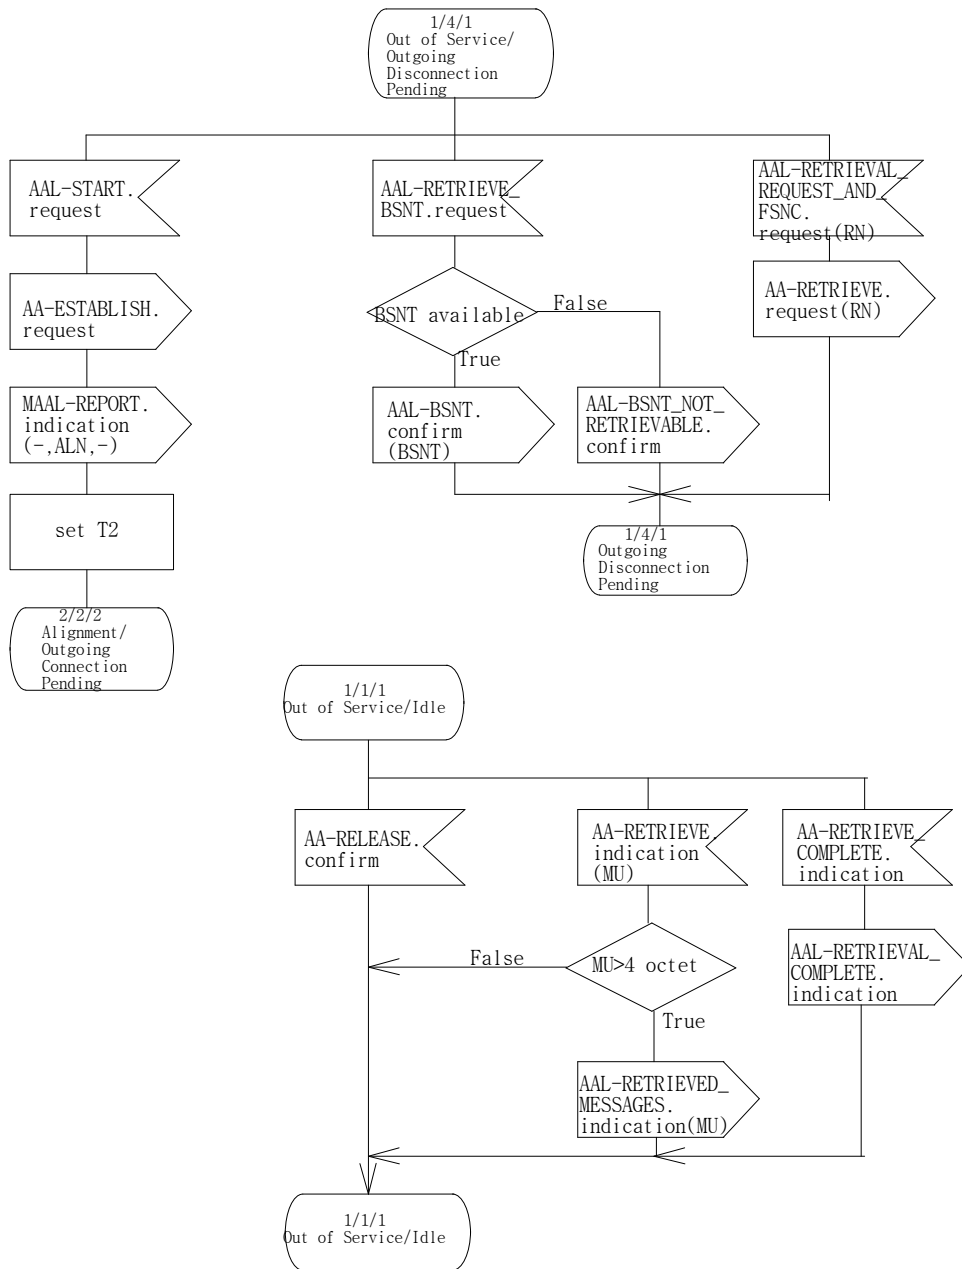 1/4/1
Out of Service/
Outgoing
Disconnection
Pending
AAL-START.
request
AAL-RETRIEVE_
BSNT.request
AAL-RETRIEVAL_
REQUEST_AND_
FSNC.
request(RN)
AA-ESTABLISH.
request
BSNT available
False
True
AA-RETRIEVE.
request(RN)
MAAL-REPORT.
indication
(-,ALN,-)
AAL-BSNT.
confirm
(BSNT)
AAL-BSNT_NOT_
RETRIEVABLE.
confirm
set T2
1/4/1
Outgoing
Disconnection
Pending
2/2/2
Alignment/
Outgoing
Connection
Pending
1/1/1
Out of Service/Idle
AA-RELEASE.
confirm
AA-RETRIEVE.
indication
(MU)
AA-RETRIEVE_
COMPLETE.
indication
False
MU>4 octet
True
AAL-RETRIEVAL_
COMPLETE.
indication
AAL-RETRIEVED_
MESSAGES.
indication(MU)
1/1/1
Out of Service/Idle